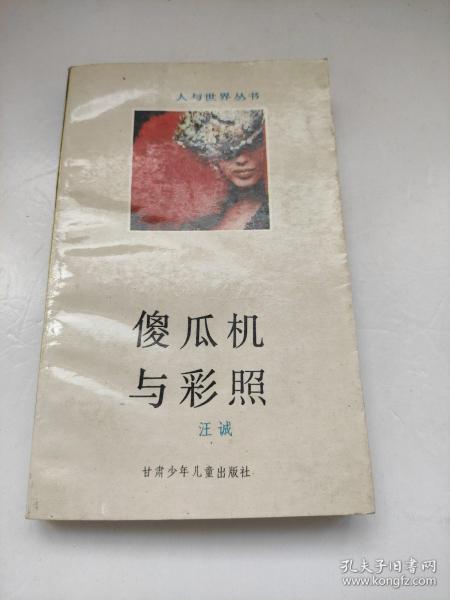 人与世界丛书
傻瓜机
与彩照
汪诚
甘肃少年儿童出版社
孔夫子旧书网
www.kongfz.com